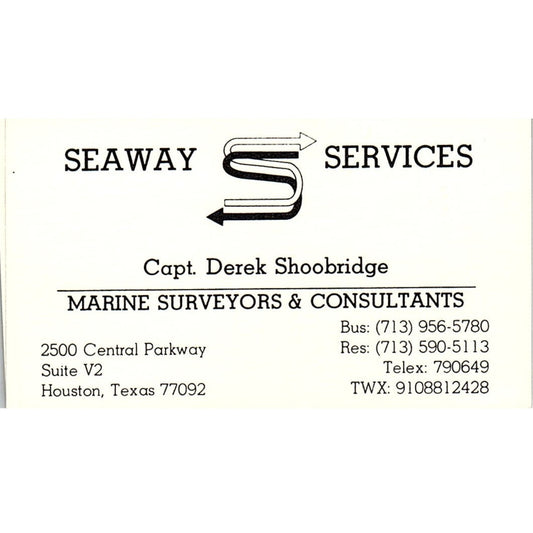 SEAWAY S SERVICES
Capt. Derek Shoobridge
MARINE SURVEYORS & CONSULTANTS
2500 Central Parkway
Suite V2
Houston, Texas 77092
Bus: (713) 956-5780
Res: (713) 590-5113
Telex: 790649
TWX: 9108812428